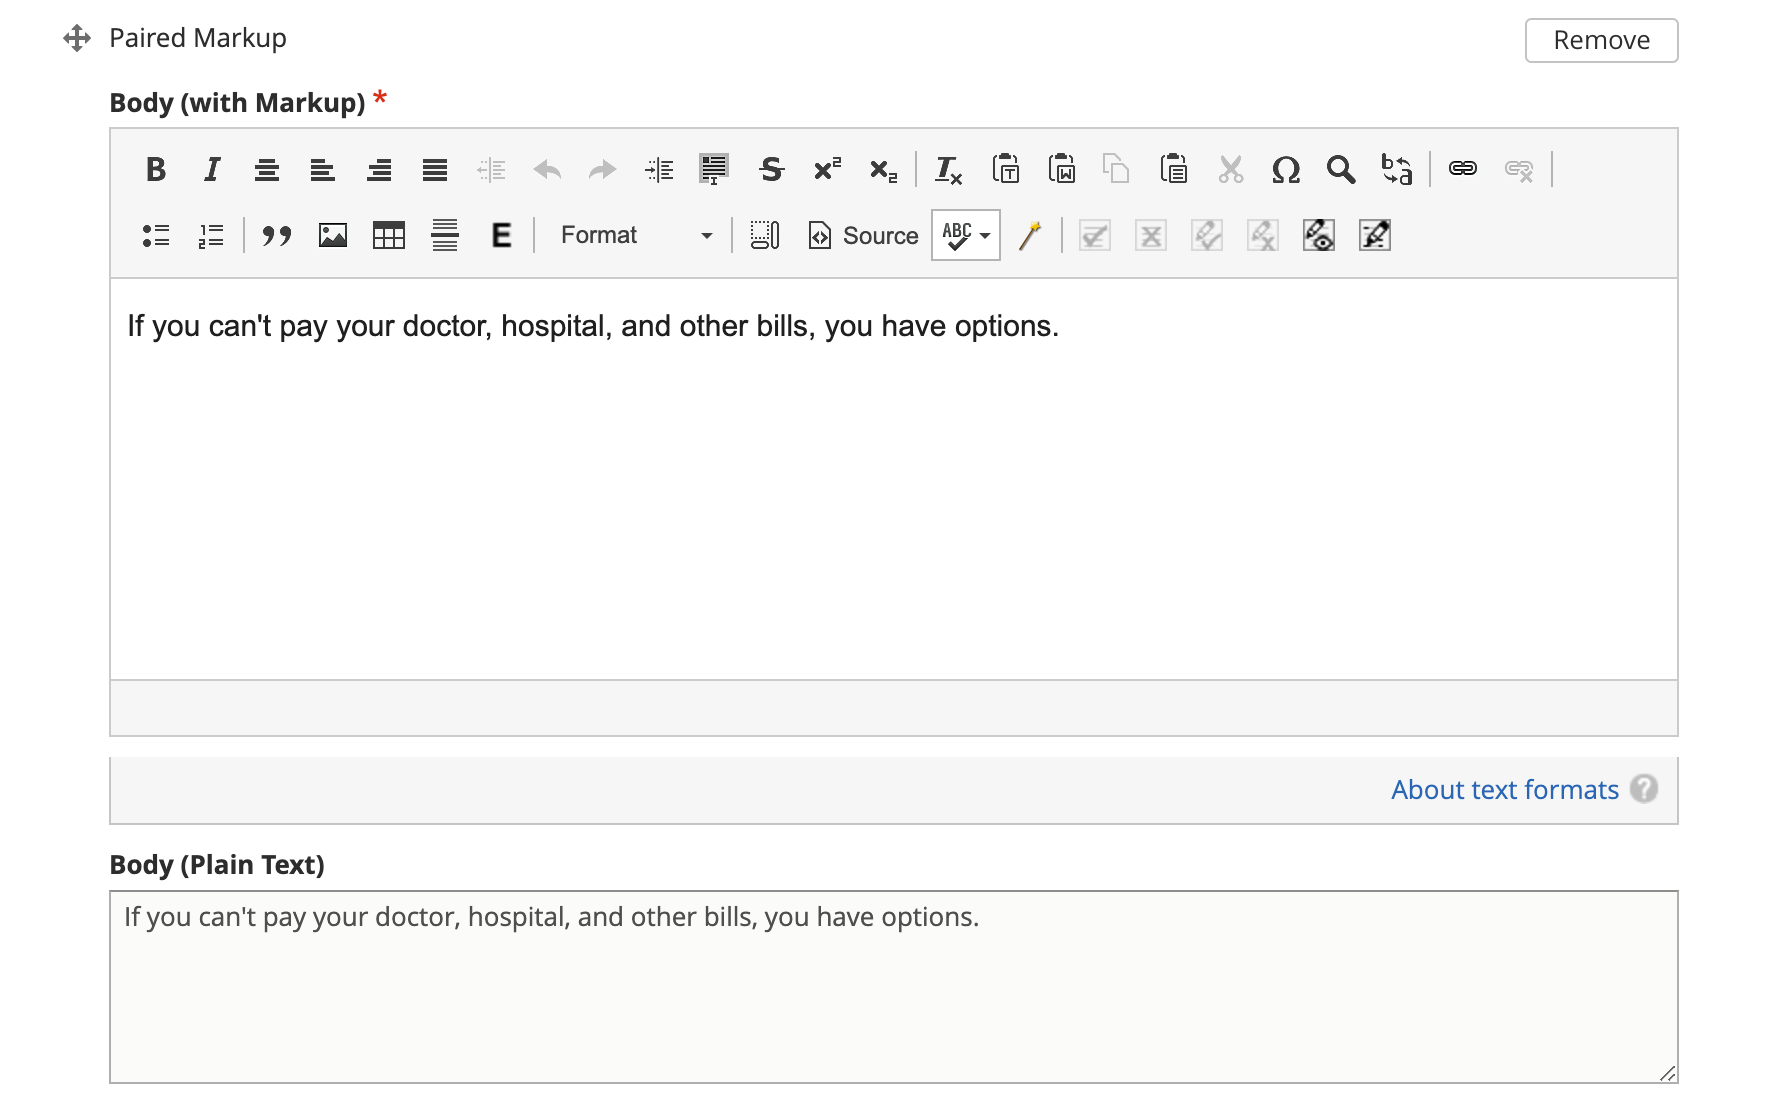 Paired Markup
Remove
Body (with Markup) *
Format
Source
ABC
If you can't pay your doctor, hospital, and other bills, you have options.
About text formats ?
Body (Plain Text)
If you can't pay your doctor, hospital, and other bills, you have options.